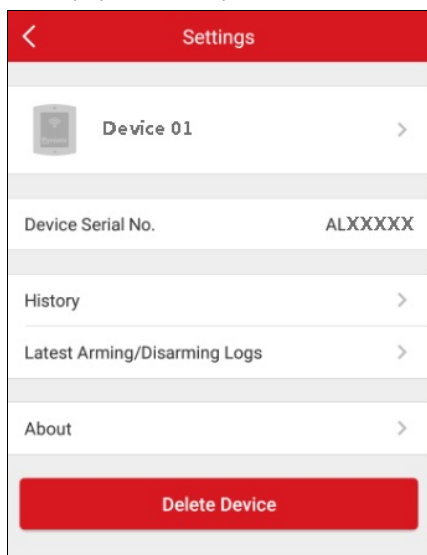 Settings
Device 01
Device Serial No. ALXXXXX
History
Latest Arming/Disarming Logs
About
Delete Device